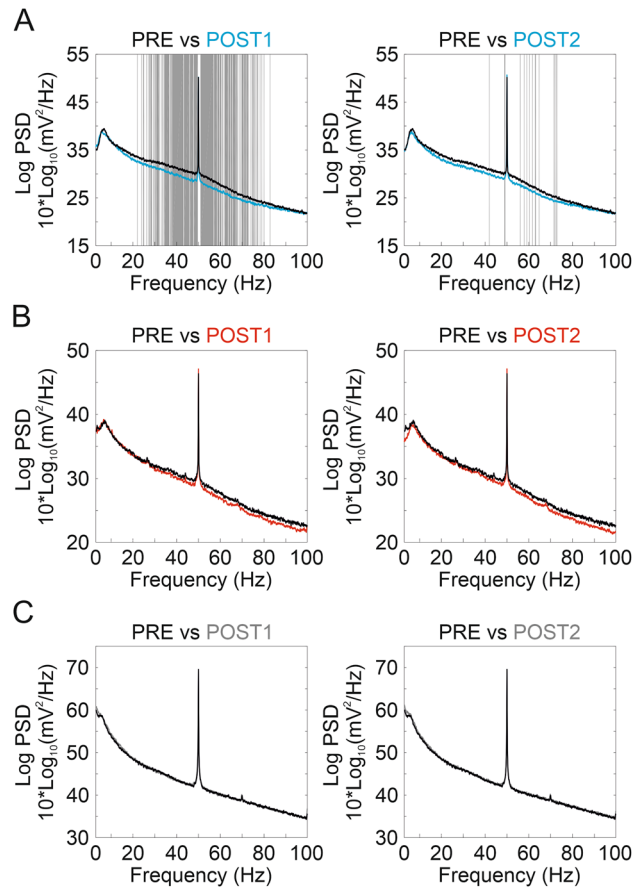 A
PRE vs POST1
Log PSD
10*Log10(mV²/Hz)
55
45
35
25
15
0 20 40 60 80 100
Frequency (Hz)
PRE vs POST2
Log PSD
10*Log10(mV²/Hz)
55
45
35
25
15
0 20 40 60 80 100
Frequency (Hz)
B
PRE vs POST1
Log PSD
10*Log10(mV²/Hz)
50
40
30
20
0 20 40 60 80 100
Frequency (Hz)
PRE vs POST2
Log PSD
10*Log10(mV²/Hz)
50
40
30
20
0 20 40 60 80 100
Frequency (Hz)
C
PRE vs POST1
Log PSD
10*Log10(mV²/Hz)
70
60
50
40
30
0 20 40 60 80 100
Frequency (Hz)
PRE vs POST2
Log PSD
10*Log10(mV²/Hz)
70
60
50
40
30
0 20 40 60 80 100
Frequency (Hz)